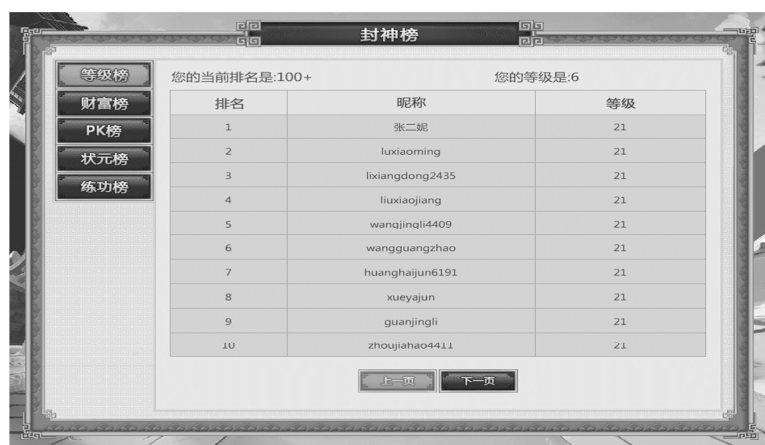 封神榜
等级榜
财富榜
PK榜
状元榜
练功榜
您的当前排名是:100+ 您的等级是:6
排名 昵称 等级
1 张二妮 21
2 luxiaoming 21
3 lixiangdong2435 21
4 liuxiaojiang 21
5 wangjingli4409 21
6 wangguangzhao 21
7 huanghaijun6191 21
8 xueyajun 21
9 guanjingli 21
10 zhoujiahao4411 21
上一页 下一页